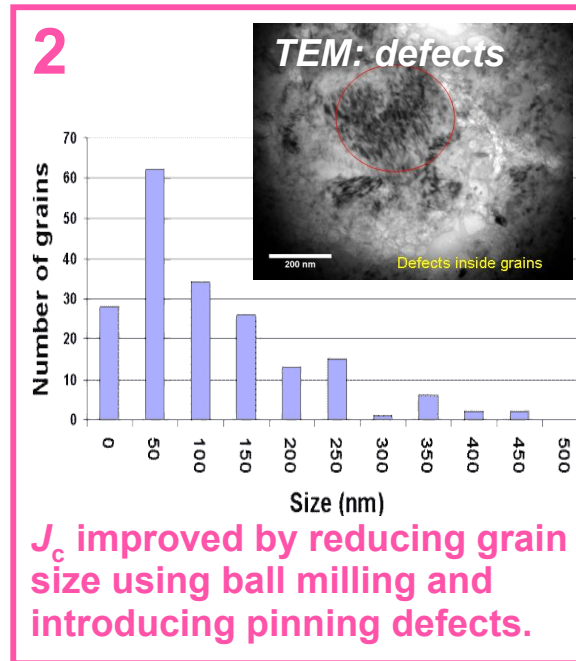 2
TEM: defects
200 nm
Defects inside grains
70
60
50
40
30
20
10
0
Number of grains
0 50 100 150 200 250 300 350 400 450 500
Size (nm)
Jc improved by reducing grain
size using ball milling and
introducing pinning defects.